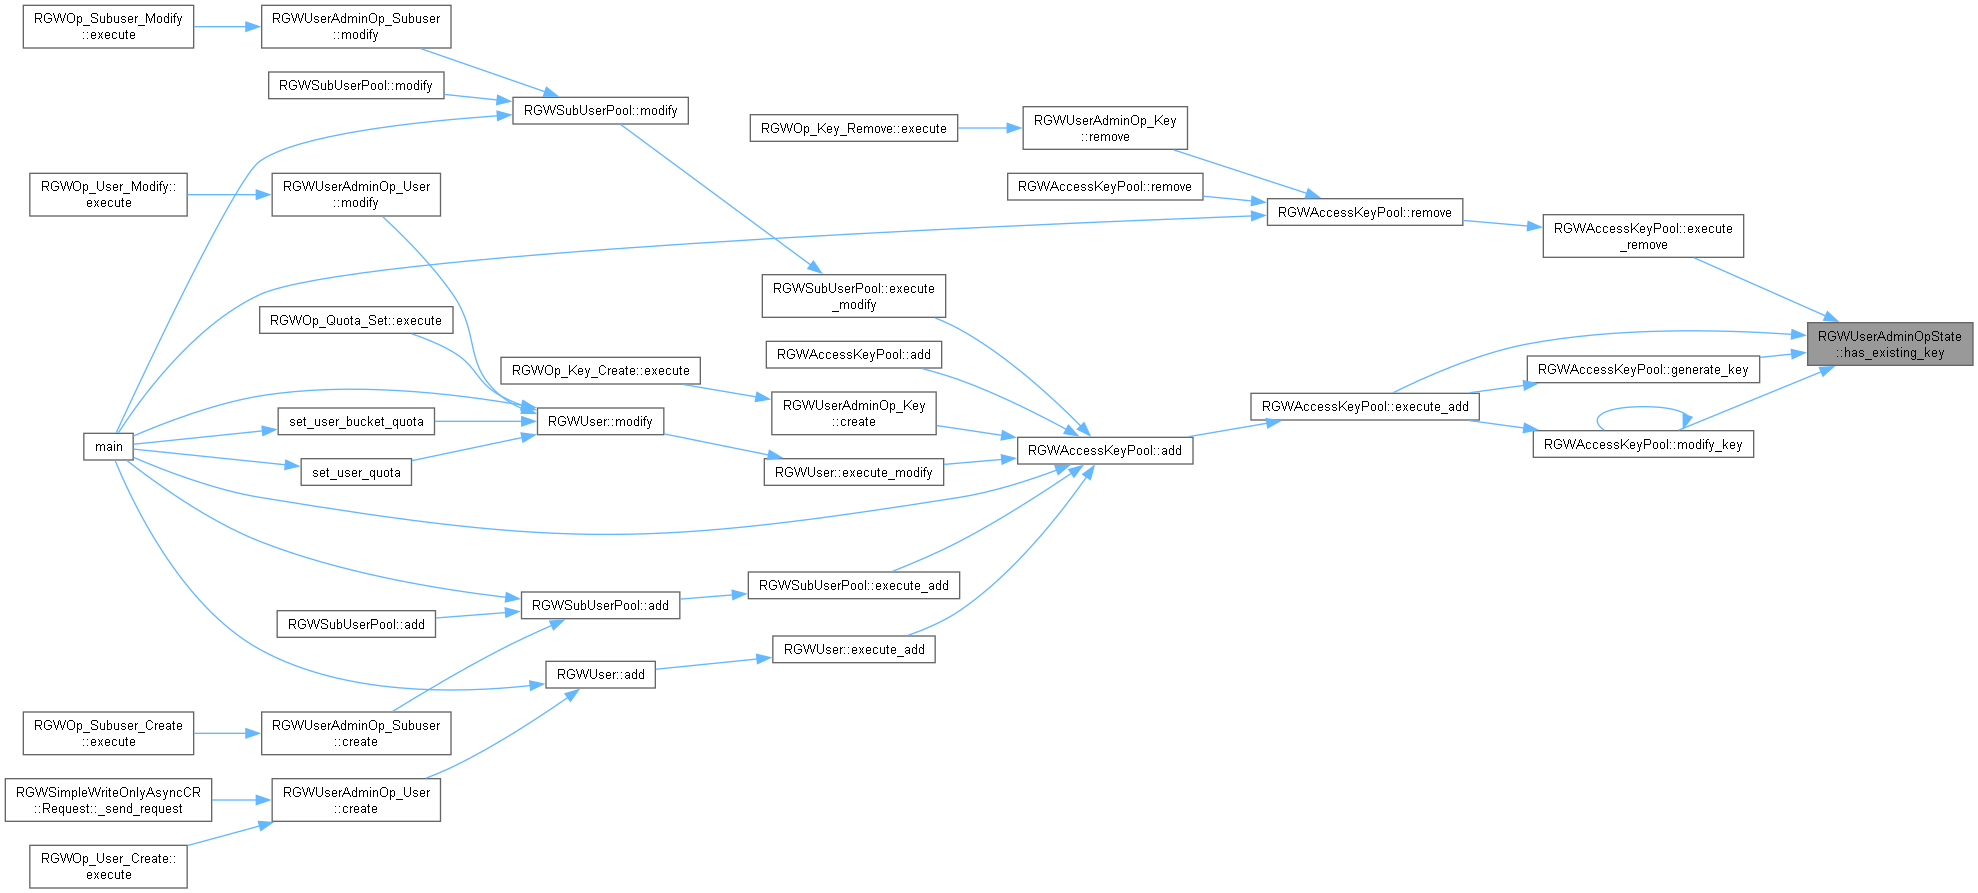 RGWOp_Subuser_Modify
::execute
RGWUserAdminOp_Subuser
::modify
RGWSubUserPool::modify
RGWSubUserPool::modify
RGWOp_Key_Remove::execute
RGWUserAdminOp_Key
::remove
RGWOp_User_Modify::
execute
RGWUserAdminOp_User
::modify
RGWAccessKeyPool::remove
RGWAccessKeyPool::remove
RGWAccessKeyPool::execute
_remove
RGWSubUserPool::execute
_modify
RGWOp_Quota_Set::execute
RGWUserAdminOpState
::has_existing_key
RGWAccessKeyPool::add
RGWOp_Key_Create::execute
RGWAccessKeyPool::generate_key
RGWUserAdminOp_Key
::create
RGWAccessKeyPool::execute_add
set_user_bucket_quota
RGWUser::modify
main
RGWAccessKeyPool::add
RGWAccessKeyPool::modify_key
set_user_quota
RGWUser::execute_modify
RGWSubUserPool::execute_add
RGWSubUserPool::add
RGWSubUserPool::add
RGWUser::execute_add
RGWUser::add
RGWOp_Subuser_Create
::execute
RGWUserAdminOp_Subuser
::create
RGWSimpleWriteOnlyAsyncCR
::Request::_send_request
RGWUserAdminOp_User
::create
RGWOp_User_Create::
execute